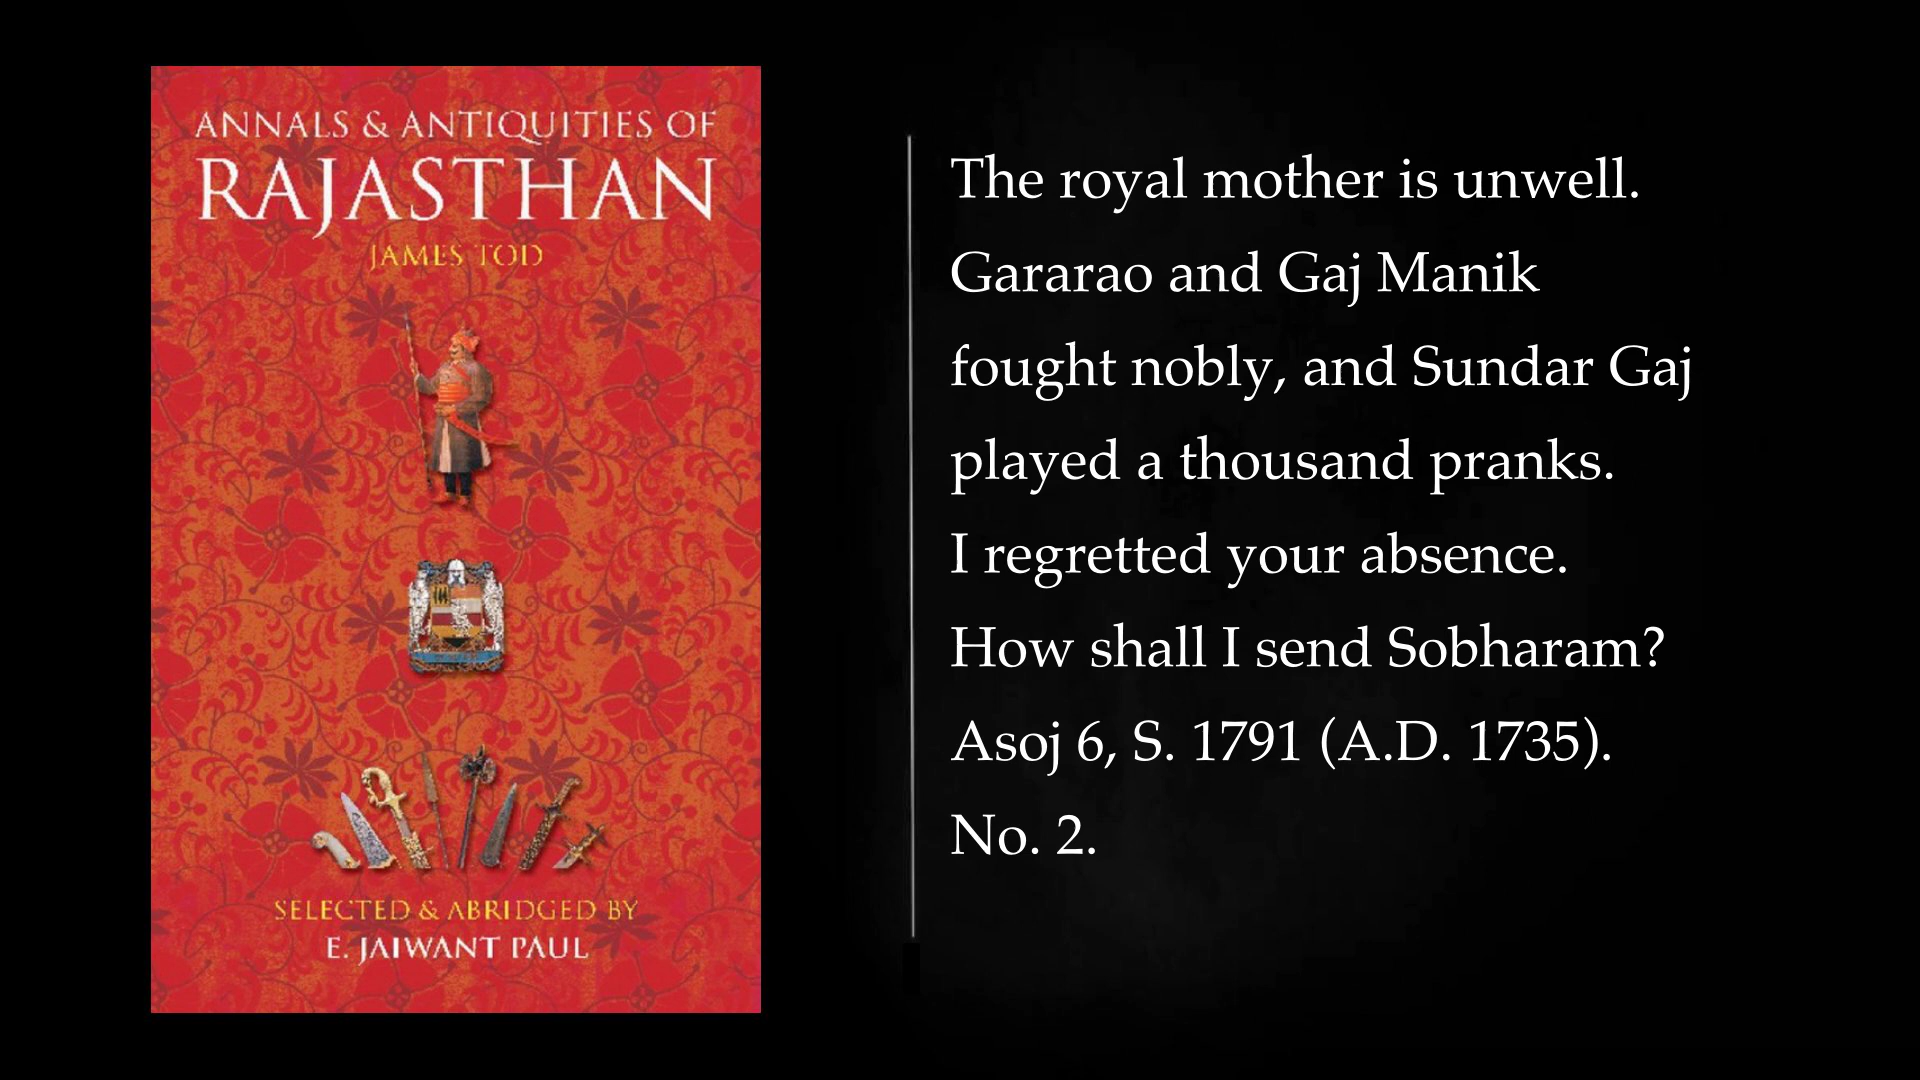 ANNALS & ANTIQUITIES OF
RAJASTHAN
JAMES TOD
SELECTED & ABRIDGED BY
E. JAIWANT PAUL
The royal mother is unwell.
Gararao and Gaj Manik
fought nobly, and Sundar Gaj
played a thousand pranks.
I regretted your absence.
How shall I send Sobharam?
Asoj 6, S. 1791 (A.D. 1735).
No. 2.